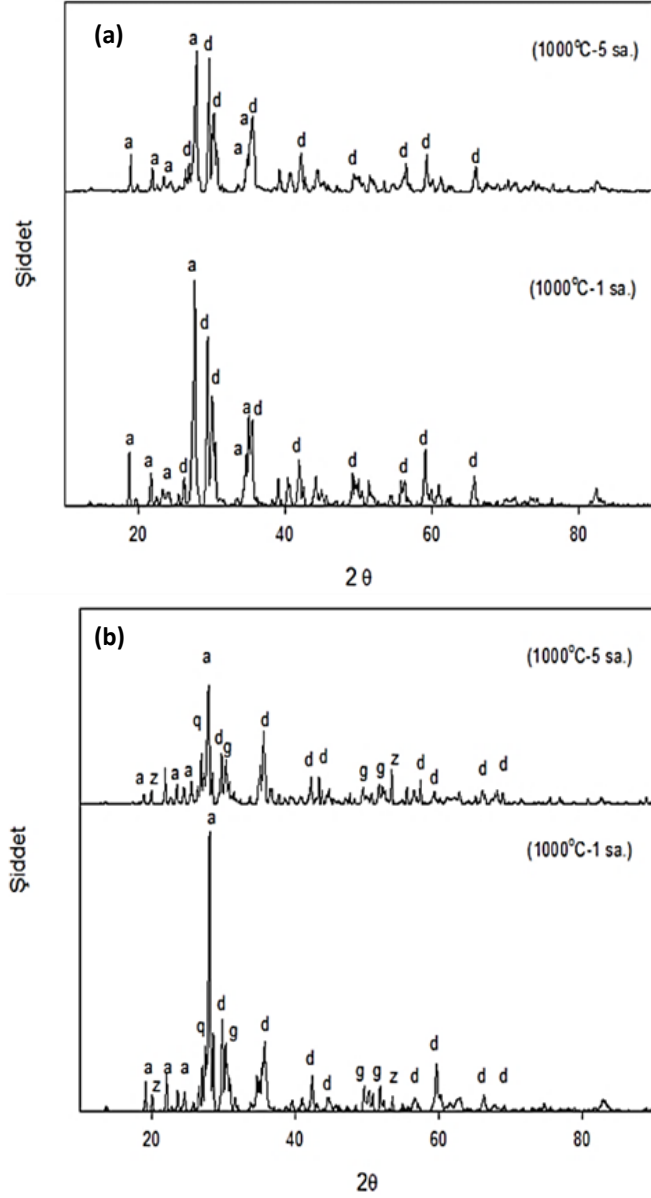 (a)
(1000°C-5 sa.)
a a a d a d d a a d d d d d d
(1000°C-1 sa.)
a a a d a d d a a d d d d d d
Şiddet
20 40 60 80
2 θ
(b)
(1000°C-5 sa.)
a z a a q a d g d d d g g z d d d d
(1000°C-1 sa.)
a z a a q a d g d d d g g z d d d d
Şiddet
20 40 60 80
2θ